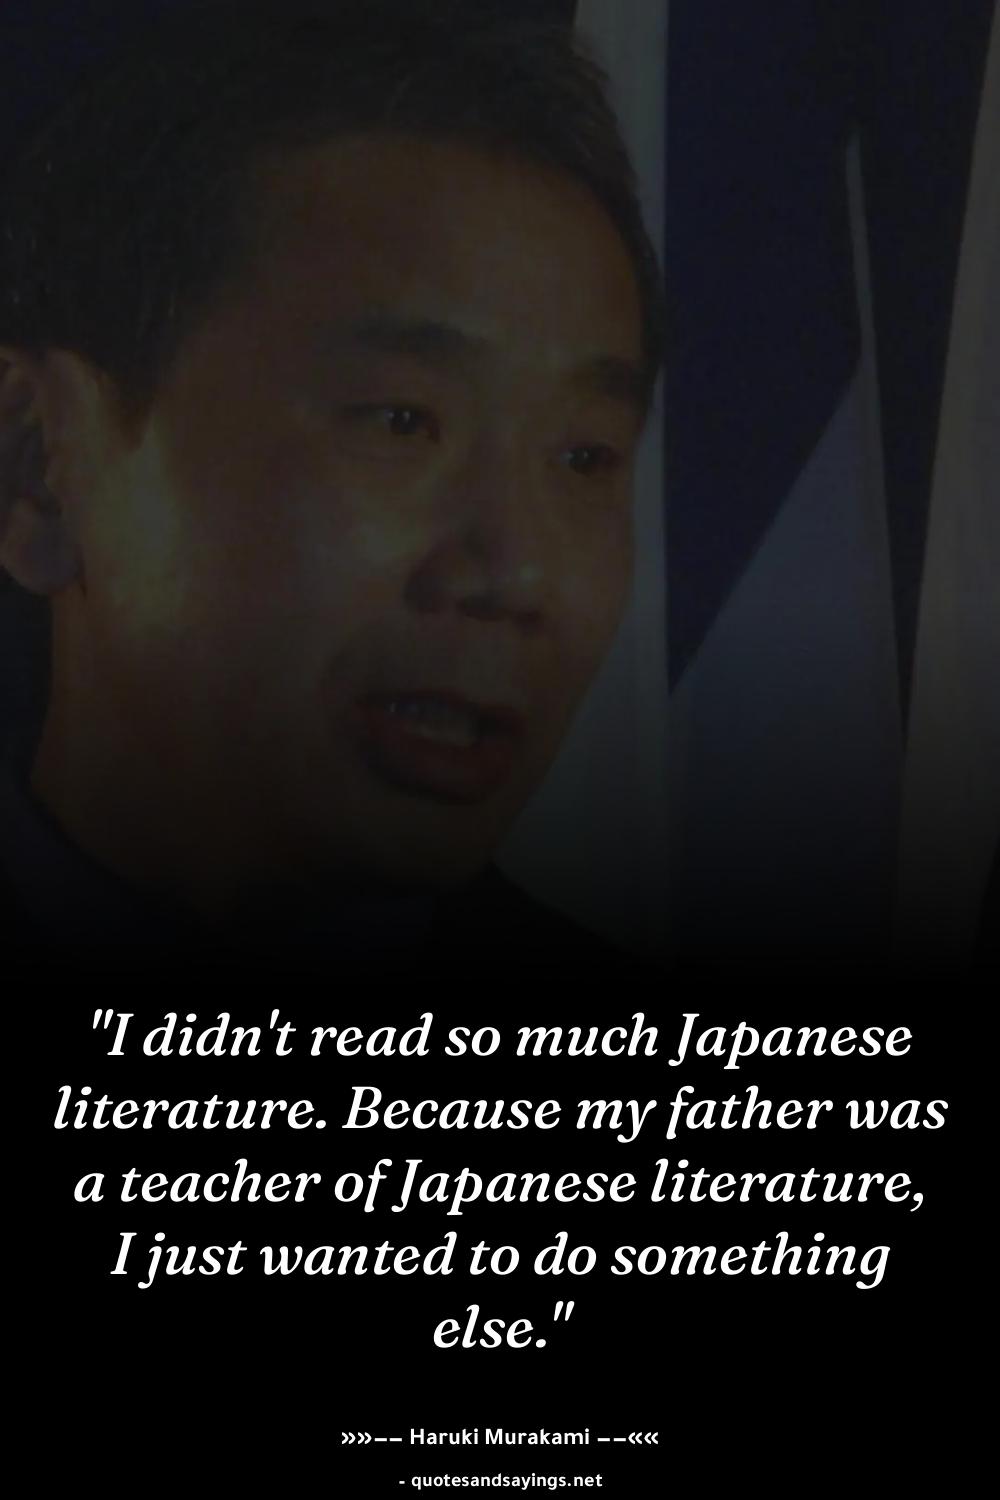 "I didn't read so much Japanese
literature. Because my father was
a teacher of Japanese literature,
I just wanted to do something
else."
»»–– Haruki Murakami ––««
- quotesandsayings.net